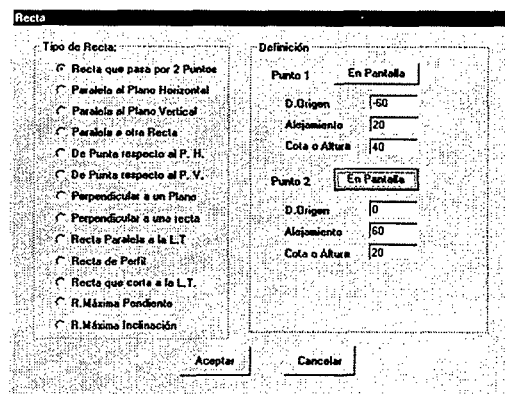 Recta
Tipo de Recta:
Recta que pasa por 2 Puntos
Paralela al Plano Horizontal
Paralela al Plano Vertical
Paralela a otra Recta
De Punta respecto al P. H.
De Punta respecto al P. V.
Perpendicular a un Plano
Perpendicular a una recta
Recta Paralela a la L.T
Recta de Perfil
Recta que corta a la L.T.
R.Máxima Pendiente
R.Máxima Inclinación
Definición
Punto 1 En Pantalla
D.Origen -60
Alejamiento 20
Cota o Altura 40
Punto 2 En Pantalla
D.Origen 0
Alejamiento 60
Cota o Altura 20
Aceptar Cancelar